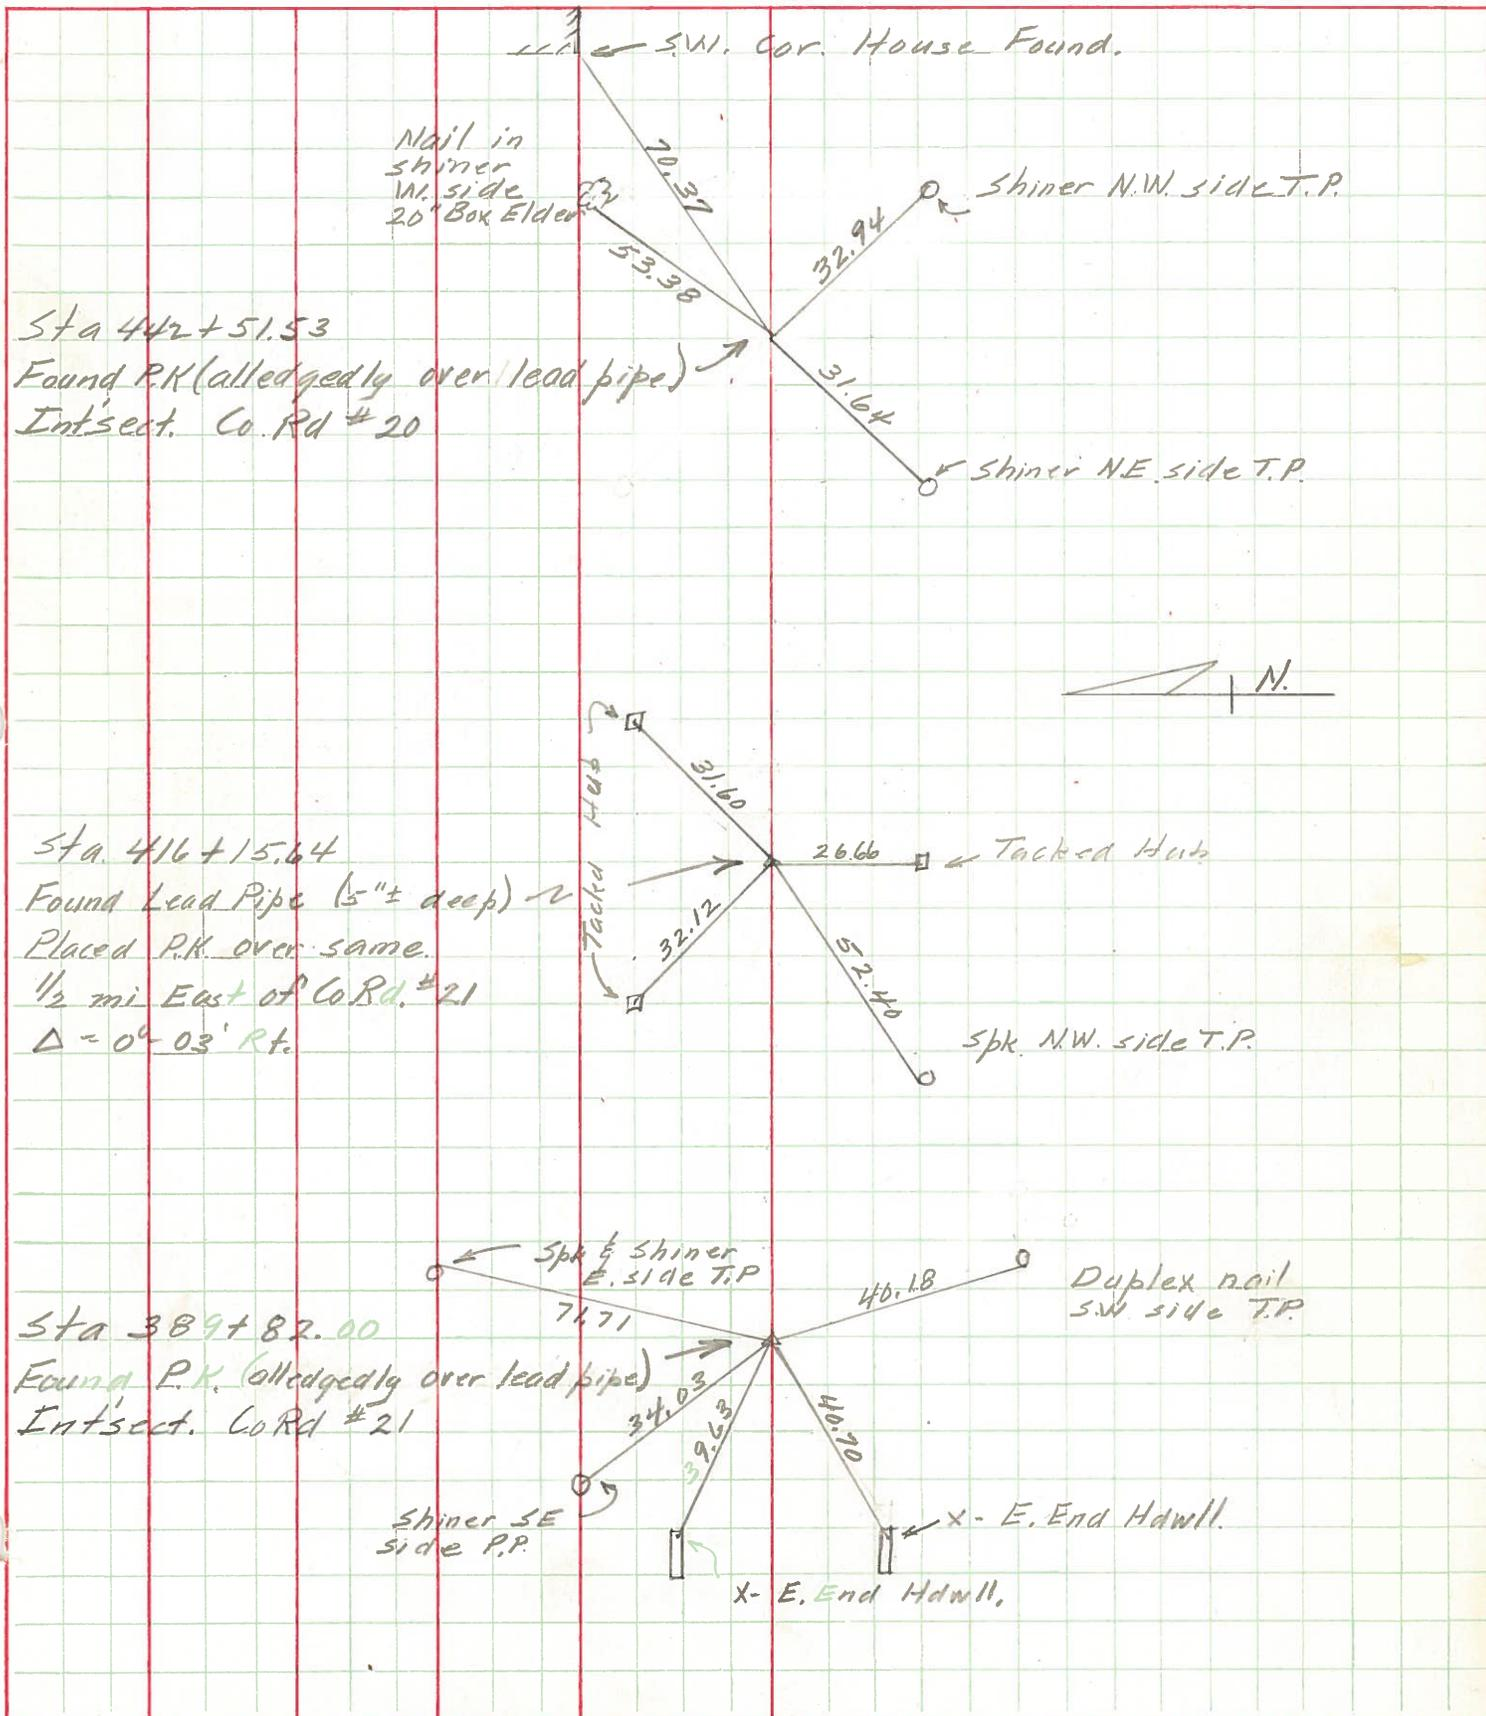 S.W. Cor. House Found.
Nail in
shiner
W. side
20" Box Elder
70.37
53.38
32.94
Shiner N.W. side T.P.
Sta 442+51.53
Found P.K (alledgedly over lead pipe)
Int'sect. Co. Rd #20
31.64
Shiner N.E. side T.P.
N.
Tacked Hub
31.60
Sta. 416+15.64
Found Lead Pipe (5"± deep)
Placed P.K. over same.
1/2 mi East of Co Rd. #21
Δ = 0°-03' Rt.
26.66
Tacked Hub
32.12
52.40
Spk. N.W. side T.P.
Spk & Shiner
E. side T.P
71.71
40.18
Duplex nail
S.W. side T.P.
Sta 389+82.00
Found P.K. (alledgedly over lead pipe)
Int'sect. Co Rd #21
34.03
39.63
40.70
Shiner SE
side P.P.
X- E. End Hdwll.
X- E. End Hdwll.